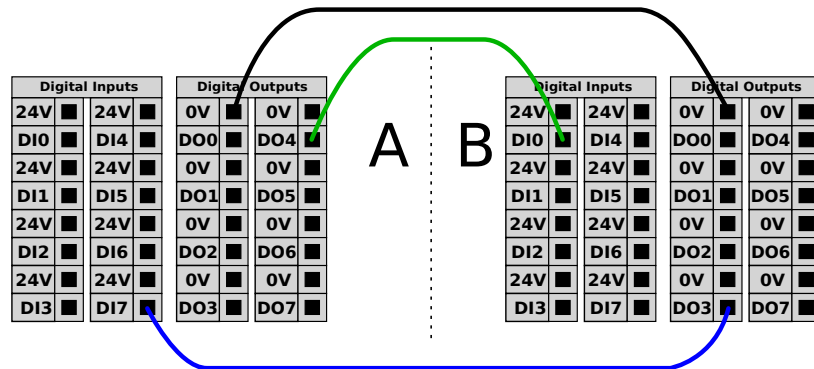 Digital Inputs Digital Outputs Digital Inputs Digital Outputs
24V 24V 0V 0V 24V 24V 0V 0V
DI0 DI4 DO0 DO4 A B DI0 DI4 DO0 DO4
24V 24V 0V 0V 24V 24V 0V 0V
DI1 DI5 DO1 DO5 DI1 DI5 DO1 DO5
24V 24V 0V 0V 24V 24V 0V 0V
DI2 DI6 DO2 DO6 DI2 DI6 DO2 DO6
24V 24V 0V 0V 24V 24V 0V 0V
DI3 DI7 DO3 DO7 DI3 DI7 DO3 DO7